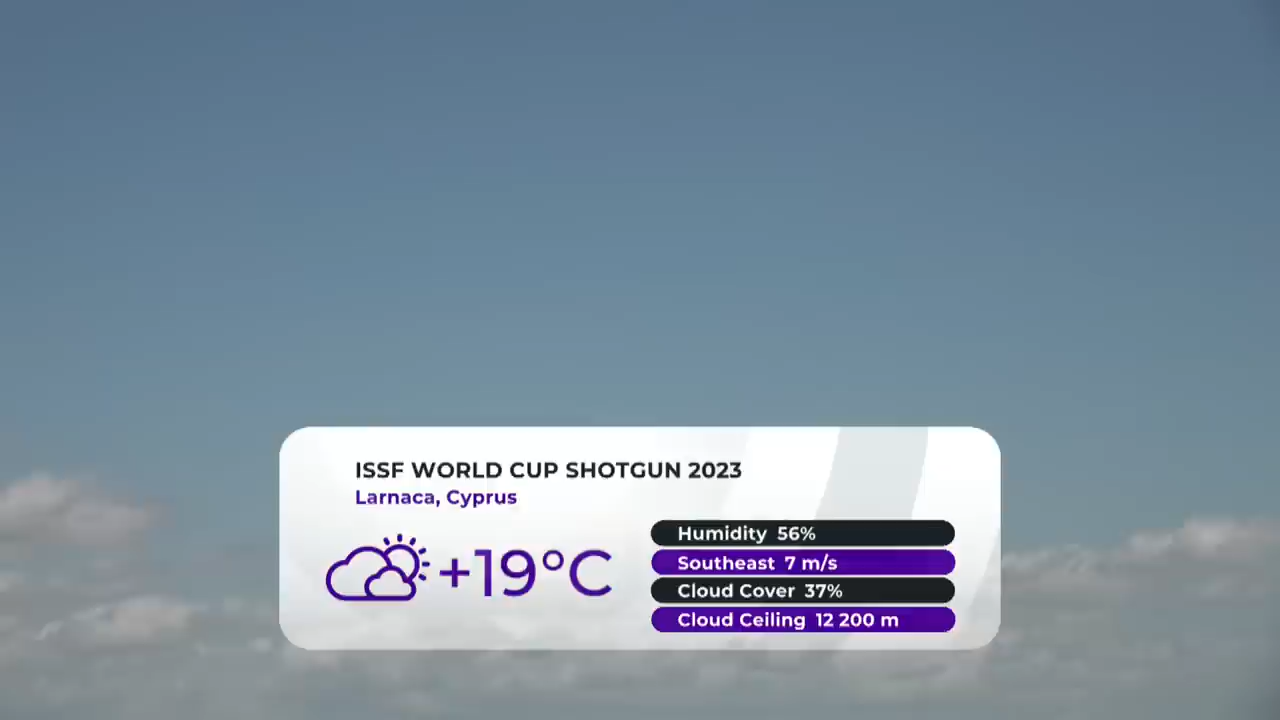 ISSF WORLD CUP SHOTGUN 2023
Larnaca, Cyprus
+19°C
Humidity 56%
Southeast 7 m/s
Cloud Cover 37%
Cloud Ceiling 12 200 m